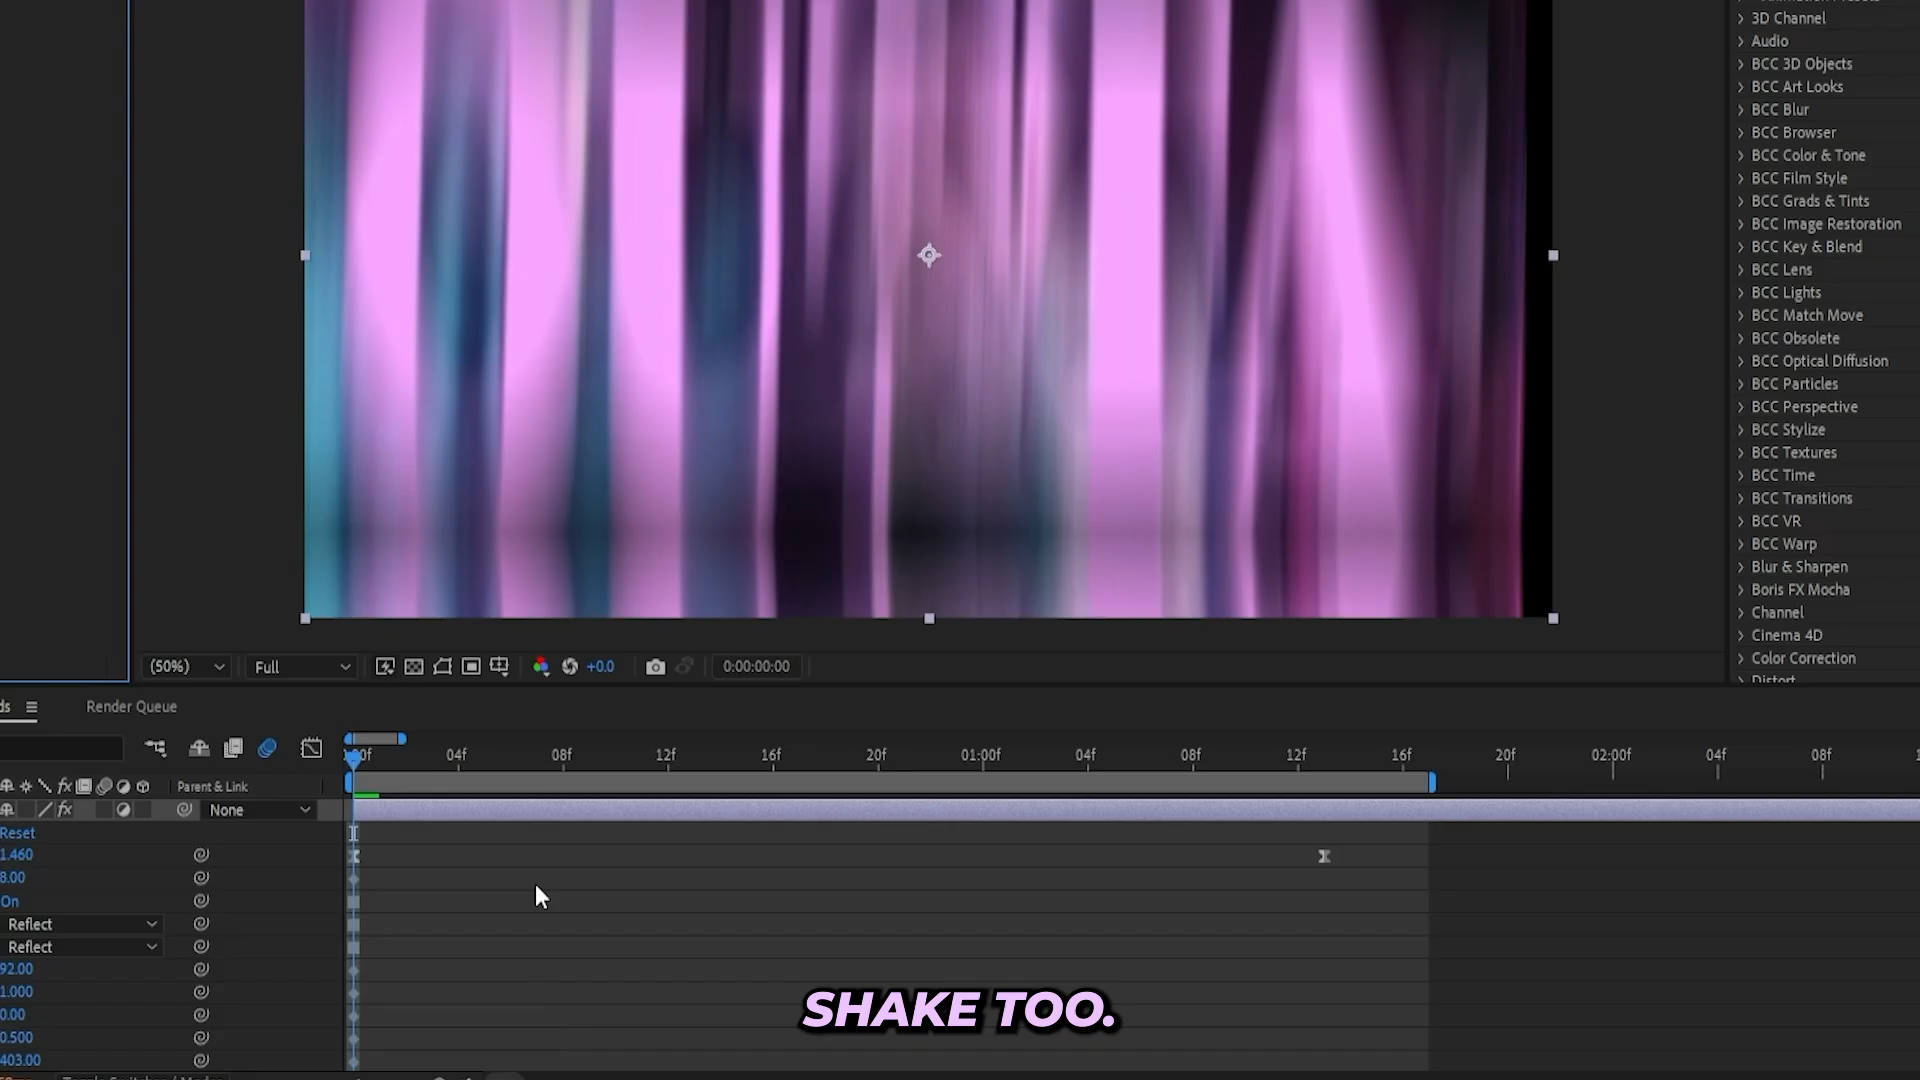 3D Channel
Audio
BCC 3D Objects
BCC Art Looks
BCC Blur
BCC Browser
BCC Color & Tone
BCC Film Style
BCC Grads & Tints
BCC Image Restoration
BCC Key & Blend
BCC Lens
BCC Lights
BCC Match Move
BCC Obsolete
BCC Optical Diffusion
BCC Particles
BCC Perspective
BCC Stylize
BCC Textures
BCC Time
BCC Transitions
BCC VR
BCC Warp
Blur & Sharpen
Boris FX Mocha
Channel
Cinema 4D
Color Correction
Distort
(50%) Full +0.0 0:00:00:00
ds Render Queue
04f 08f 12f 16f 20f 01:00f 04f 08f 12f 16f 20f 02:00f 04f 08f
fx Parent & Link
fx None
Reset
1.460
8.00
On
Reflect
Reflect
92.00
1.000
0.00
0.500
403.00
SHAKE TOO.